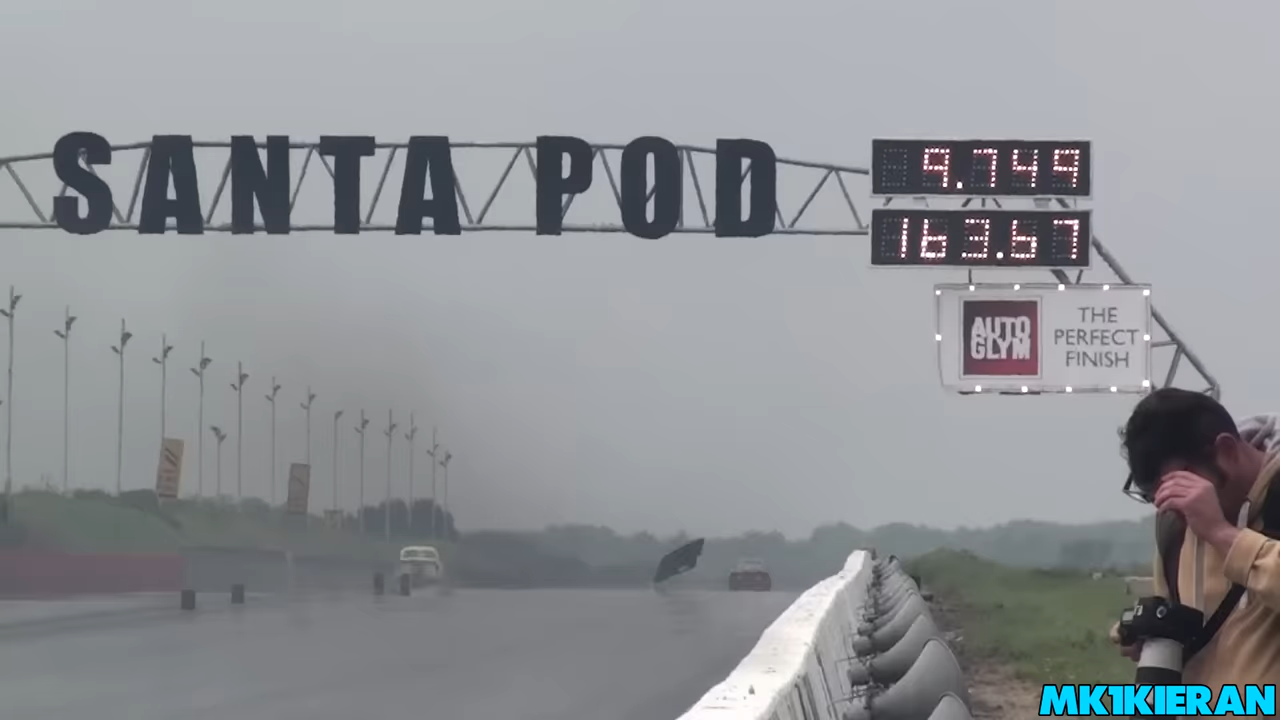 SANTA POD
9.749
163.67
AUTO
GLYM
THE
PERFECT
FINISH
MK1KIERAN